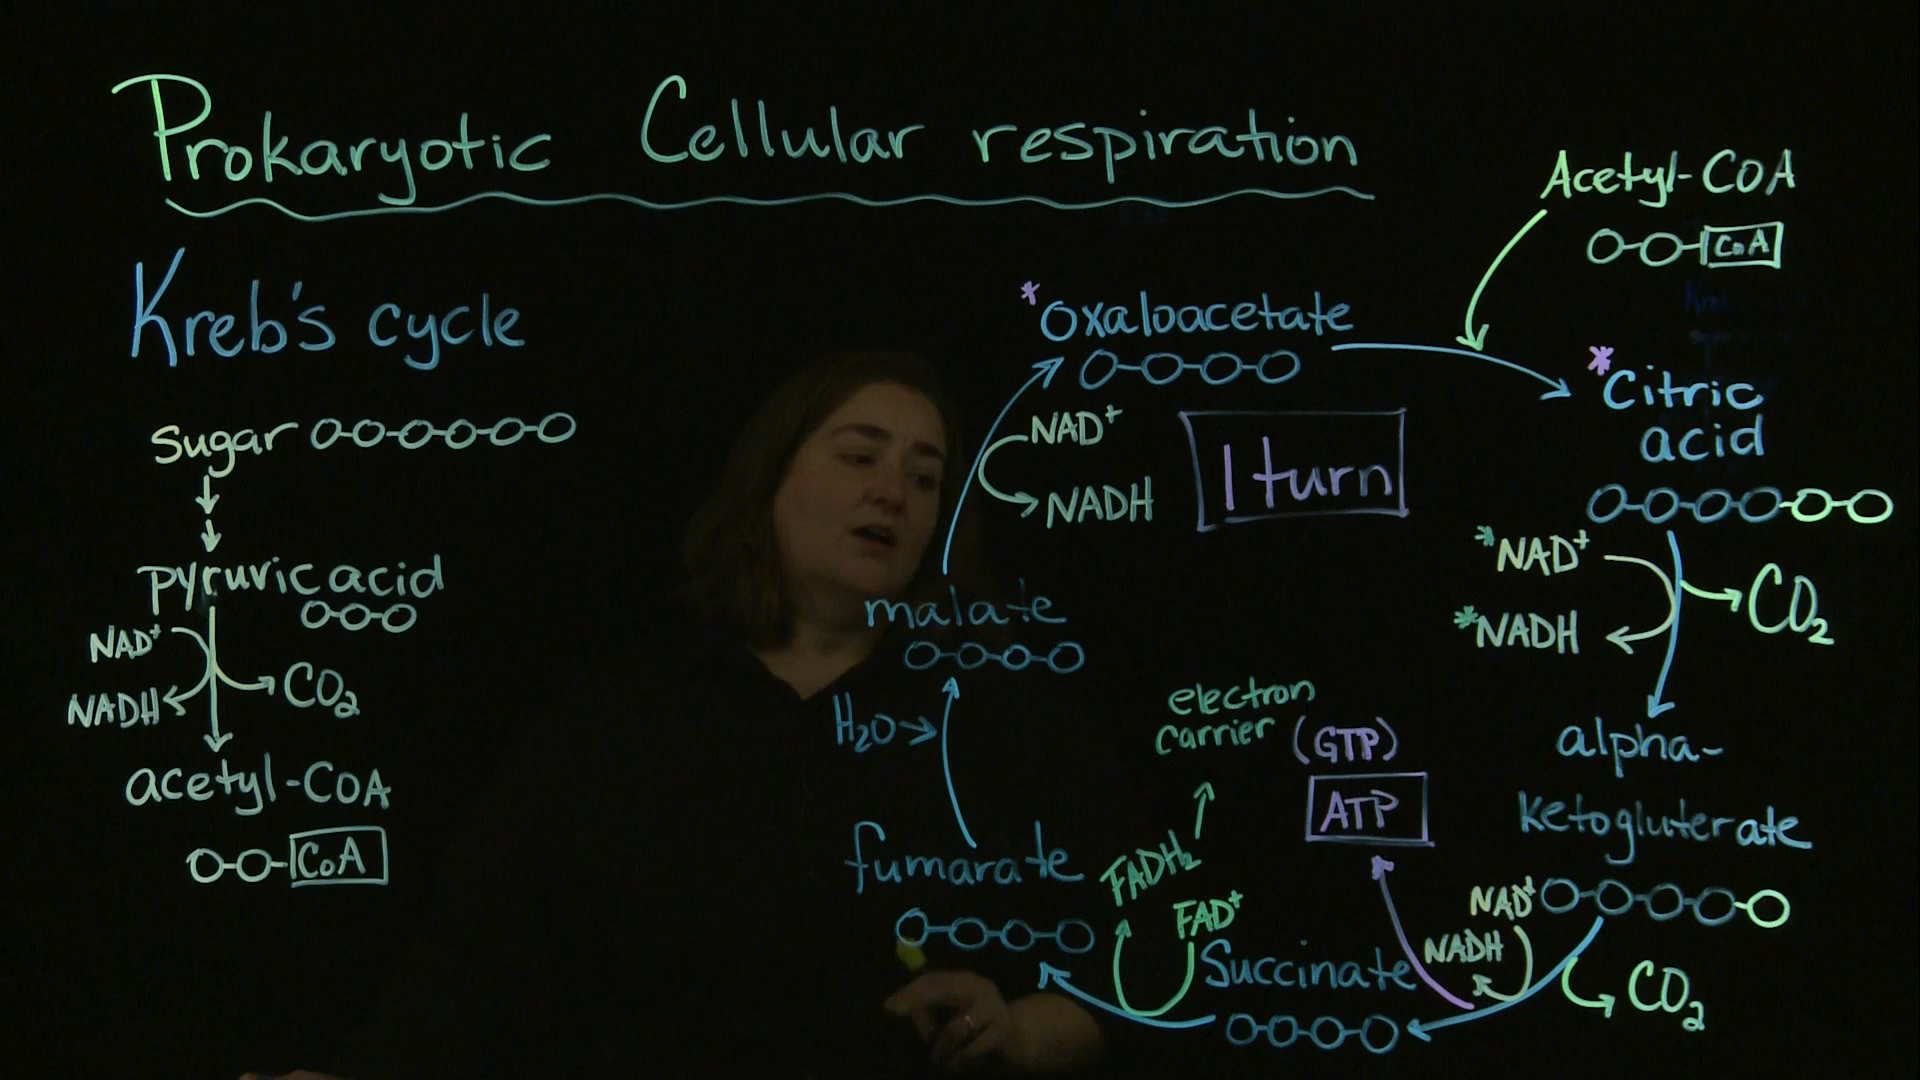 Prokaryotic Cellular respiration
Kreb's cycle
Sugar
pyruvic acid
NAD+
NADH
CO2
acetyl-CoA
CoA
Acetyl-CoA
CoA
*Oxaloacetate
NAD+
NADH
1 turn
*Citric
acid
*NAD+
*NADH
CO2
alpha-
ketogluterate
NAD+
NADH
CO2
(GTP)
ATP
Succinate
FAD+
FADH2
electron
carrier
fumarate
H2O
malate